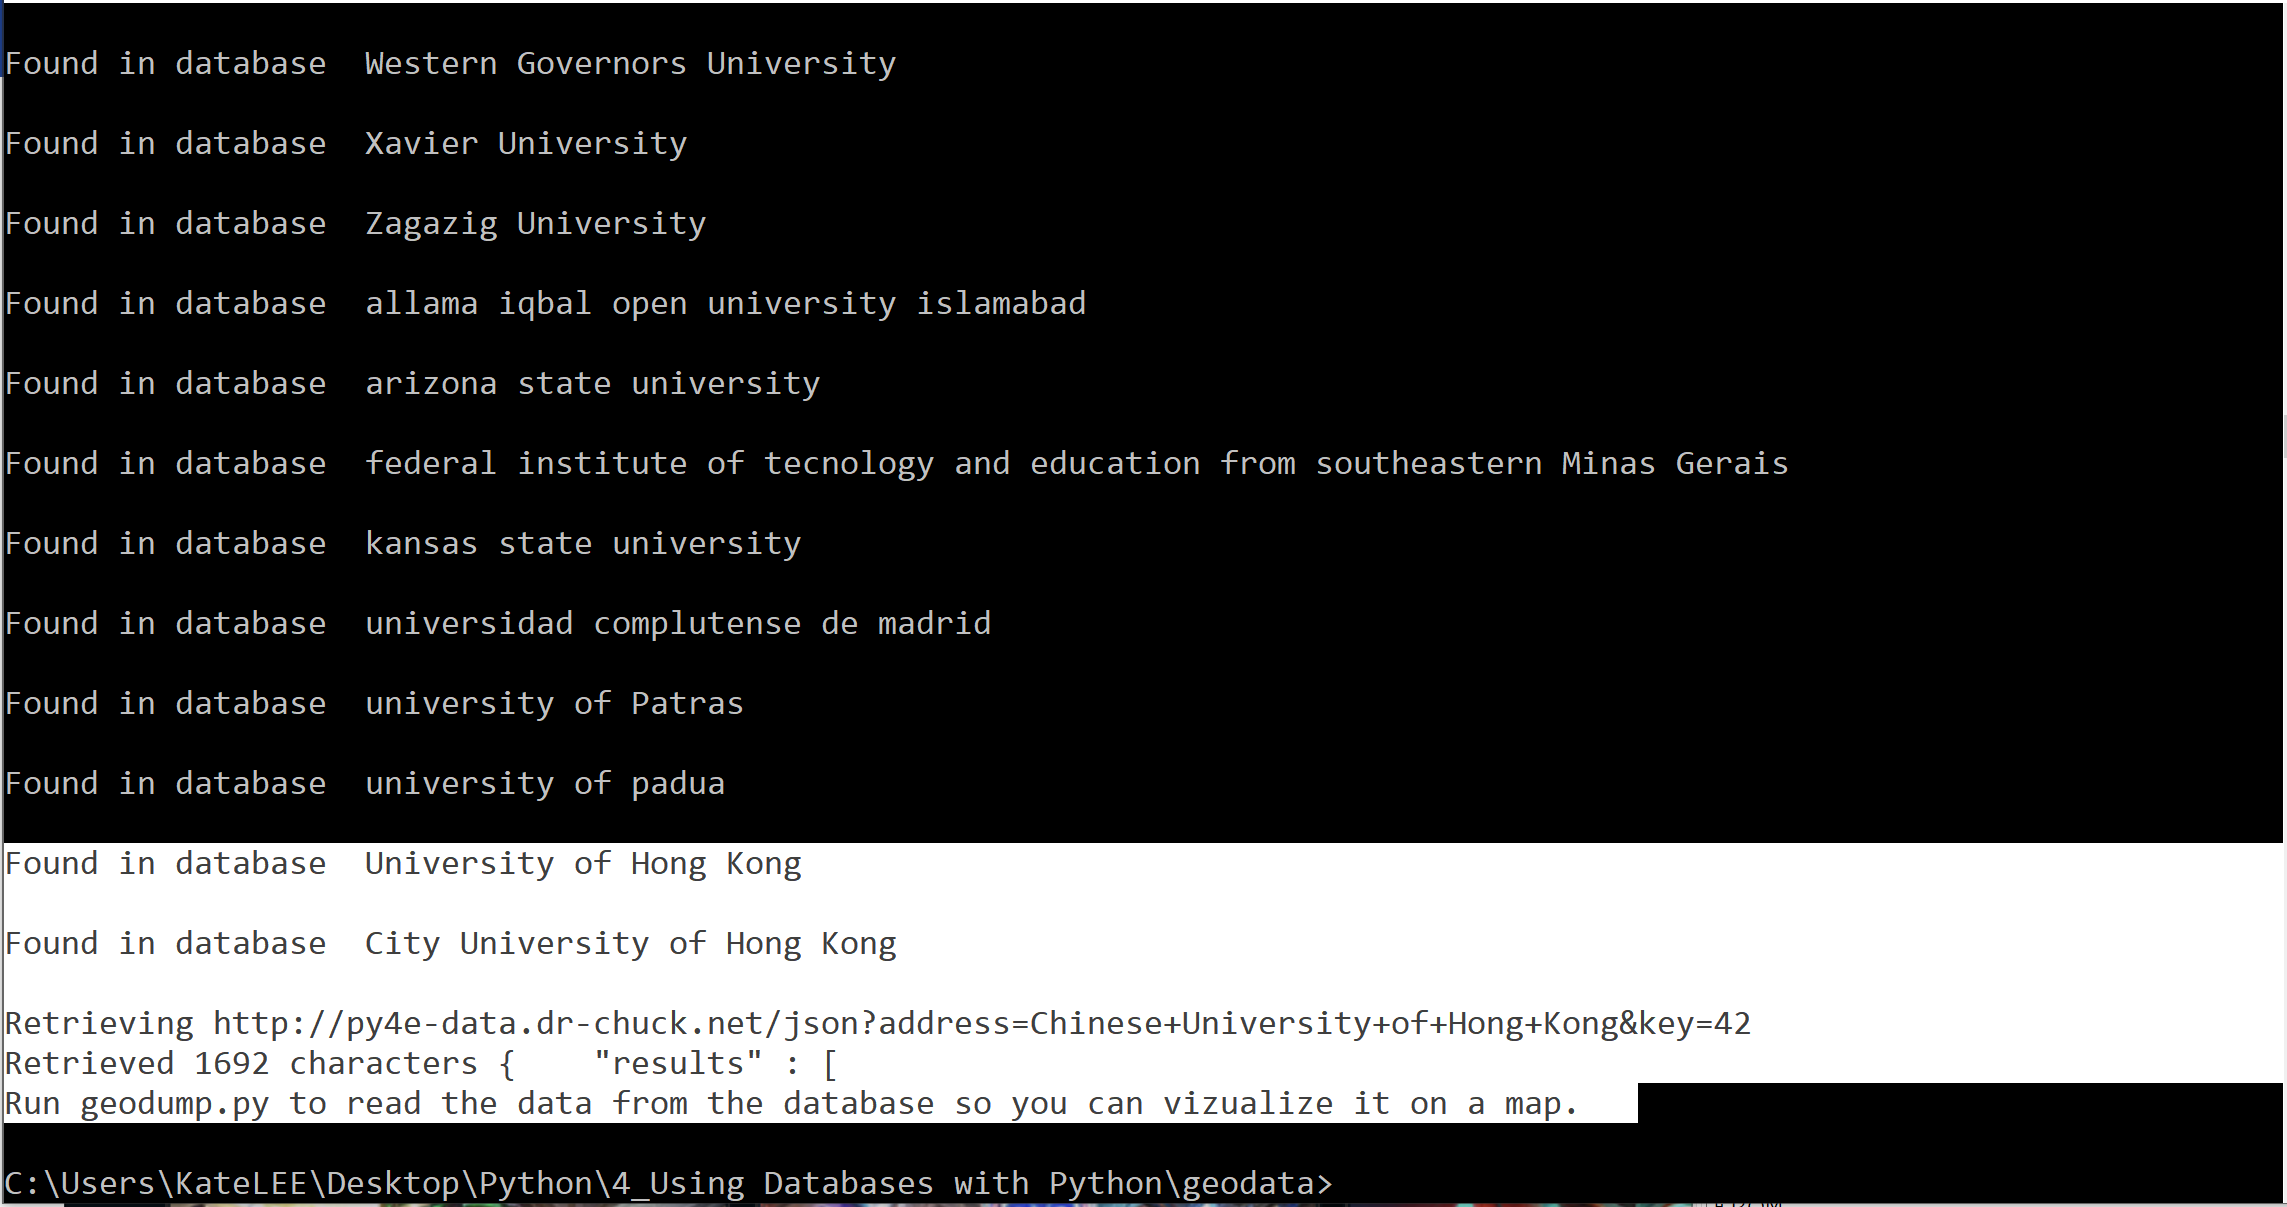 Found in database  Western Governors University
Found in database  Xavier University
Found in database  Zagazig University
Found in database  allama iqbal open university islamabad
Found in database  arizona state university
Found in database  federal institute of tecnology and education from southeastern Minas Gerais
Found in database  kansas state university
Found in database  universidad complutense de madrid
Found in database  university of Patras
Found in database  university of padua
Found in database  University of Hong Kong
Found in database  City University of Hong Kong
Retrieving http://py4e-data.dr-chuck.net/json?address=Chinese+University+of+Hong+Kong&key=42
Retrieved 1692 characters {    "results" : [
Run geodump.py to read the data from the database so you can vizualize it on a map.
C:\Users\KateLEE\Desktop\Python\4_Using Databases with Python\geodata>